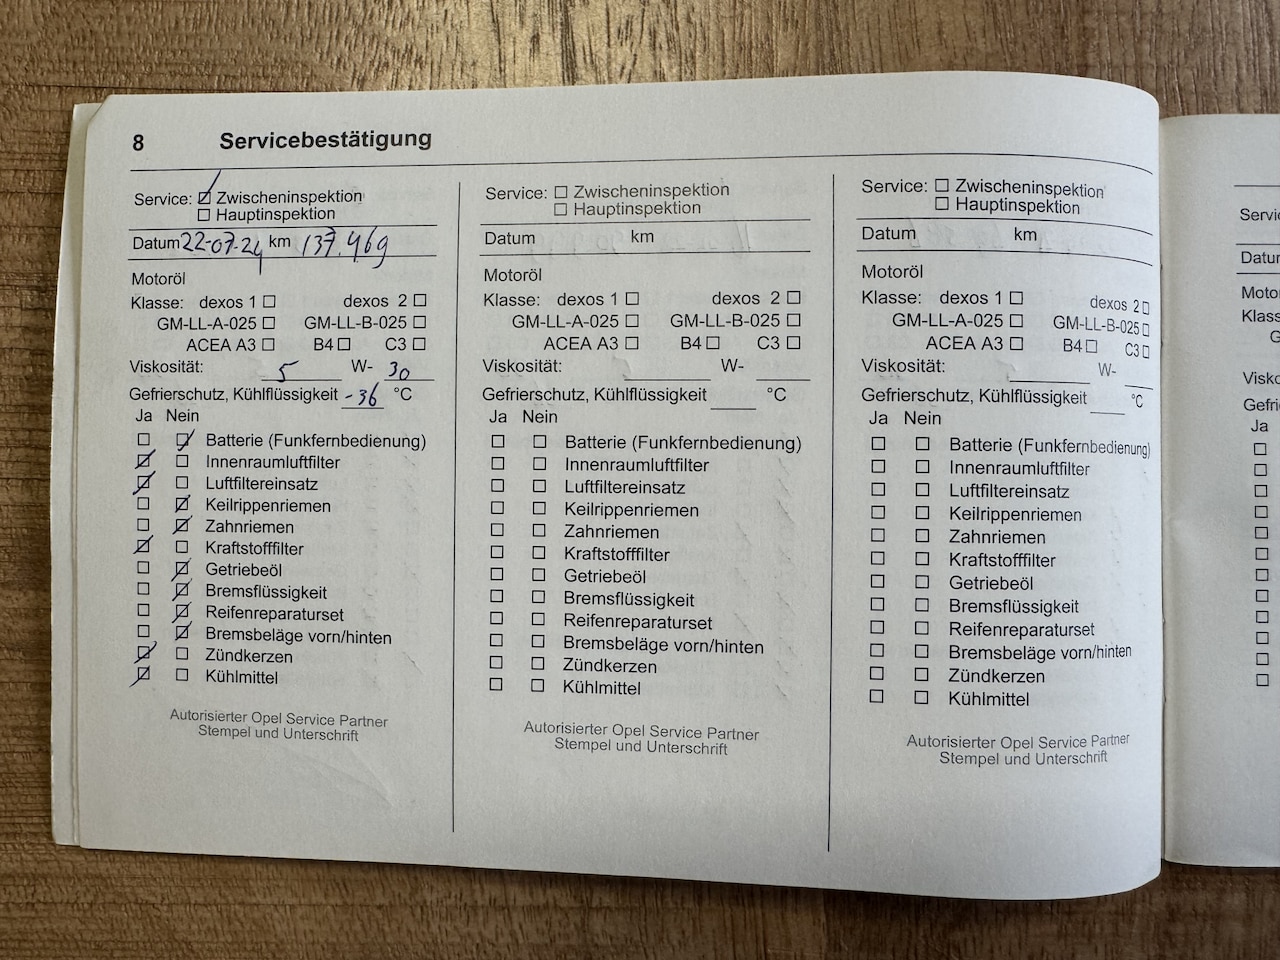 8 Servicebestätigung
Service: ☑ Zwischeninspektion
☐ Hauptinspektion
Datum 22-07-24 km 137.469
Motoröl
Klasse: dexos 1 ☐ dexos 2 ☐
GM-LL-A-025 ☐ GM-LL-B-025 ☐
ACEA A3 ☐ B4 ☐ C3 ☐
Viskosität: 5 W- 30
Gefrierschutz, Kühlflüssigkeit -36 °C
Ja Nein
☐ ☑ Batterie (Funkfernbedienung)
☑ ☐ Innenraumluftfilter
☑ ☐ Luftfiltereinsatz
☐ ☑ Keilrippenriemen
☐ ☑ Zahnriemen
☑ ☐ Kraftstofffilter
☐ ☑ Getriebeöl
☐ ☑ Bremsflüssigkeit
☐ ☑ Reifenreparaturset
☐ ☑ Bremsbeläge vorn/hinten
☑ ☐ Zündkerzen
☑ ☐ Kühlmittel
Autorisierter Opel Service Partner
Stempel und Unterschrift
Service: ☐ Zwischeninspektion
☐ Hauptinspektion
Datum km
Motoröl
Klasse: dexos 1 ☐ dexos 2 ☐
GM-LL-A-025 ☐ GM-LL-B-025 ☐
ACEA A3 ☐ B4 ☐ C3 ☐
Viskosität: W-
Gefrierschutz, Kühlflüssigkeit °C
Ja Nein
☐ ☐ Batterie (Funkfernbedienung)
☐ ☐ Innenraumluftfilter
☐ ☐ Luftfiltereinsatz
☐ ☐ Keilrippenriemen
☐ ☐ Zahnriemen
☐ ☐ Kraftstofffilter
☐ ☐ Getriebeöl
☐ ☐ Bremsflüssigkeit
☐ ☐ Reifenreparaturset
☐ ☐ Bremsbeläge vorn/hinten
☐ ☐ Zündkerzen
☐ ☐ Kühlmittel
Autorisierter Opel Service Partner
Stempel und Unterschrift
Service: ☐ Zwischeninspektion
☐ Hauptinspektion
Datum km
Motoröl
Klasse: dexos 1 ☐ dexos 2 ☐
GM-LL-A-025 ☐ GM-LL-B-025 ☐
ACEA A3 ☐ B4 ☐ C3 ☐
Viskosität: W-
Gefrierschutz, Kühlflüssigkeit °C
Ja Nein
☐ ☐ Batterie (Funkfernbedienung)
☐ ☐ Innenraumluftfilter
☐ ☐ Luftfiltereinsatz
☐ ☐ Keilrippenriemen
☐ ☐ Zahnriemen
☐ ☐ Kraftstofffilter
☐ ☐ Getriebeöl
☐ ☐ Bremsflüssigkeit
☐ ☐ Reifenreparaturset
☐ ☐ Bremsbeläge vorn/hinten
☐ ☐ Zündkerzen
☐ ☐ Kühlmittel
Autorisierter Opel Service Partner
Stempel und Unterschrift
Ja